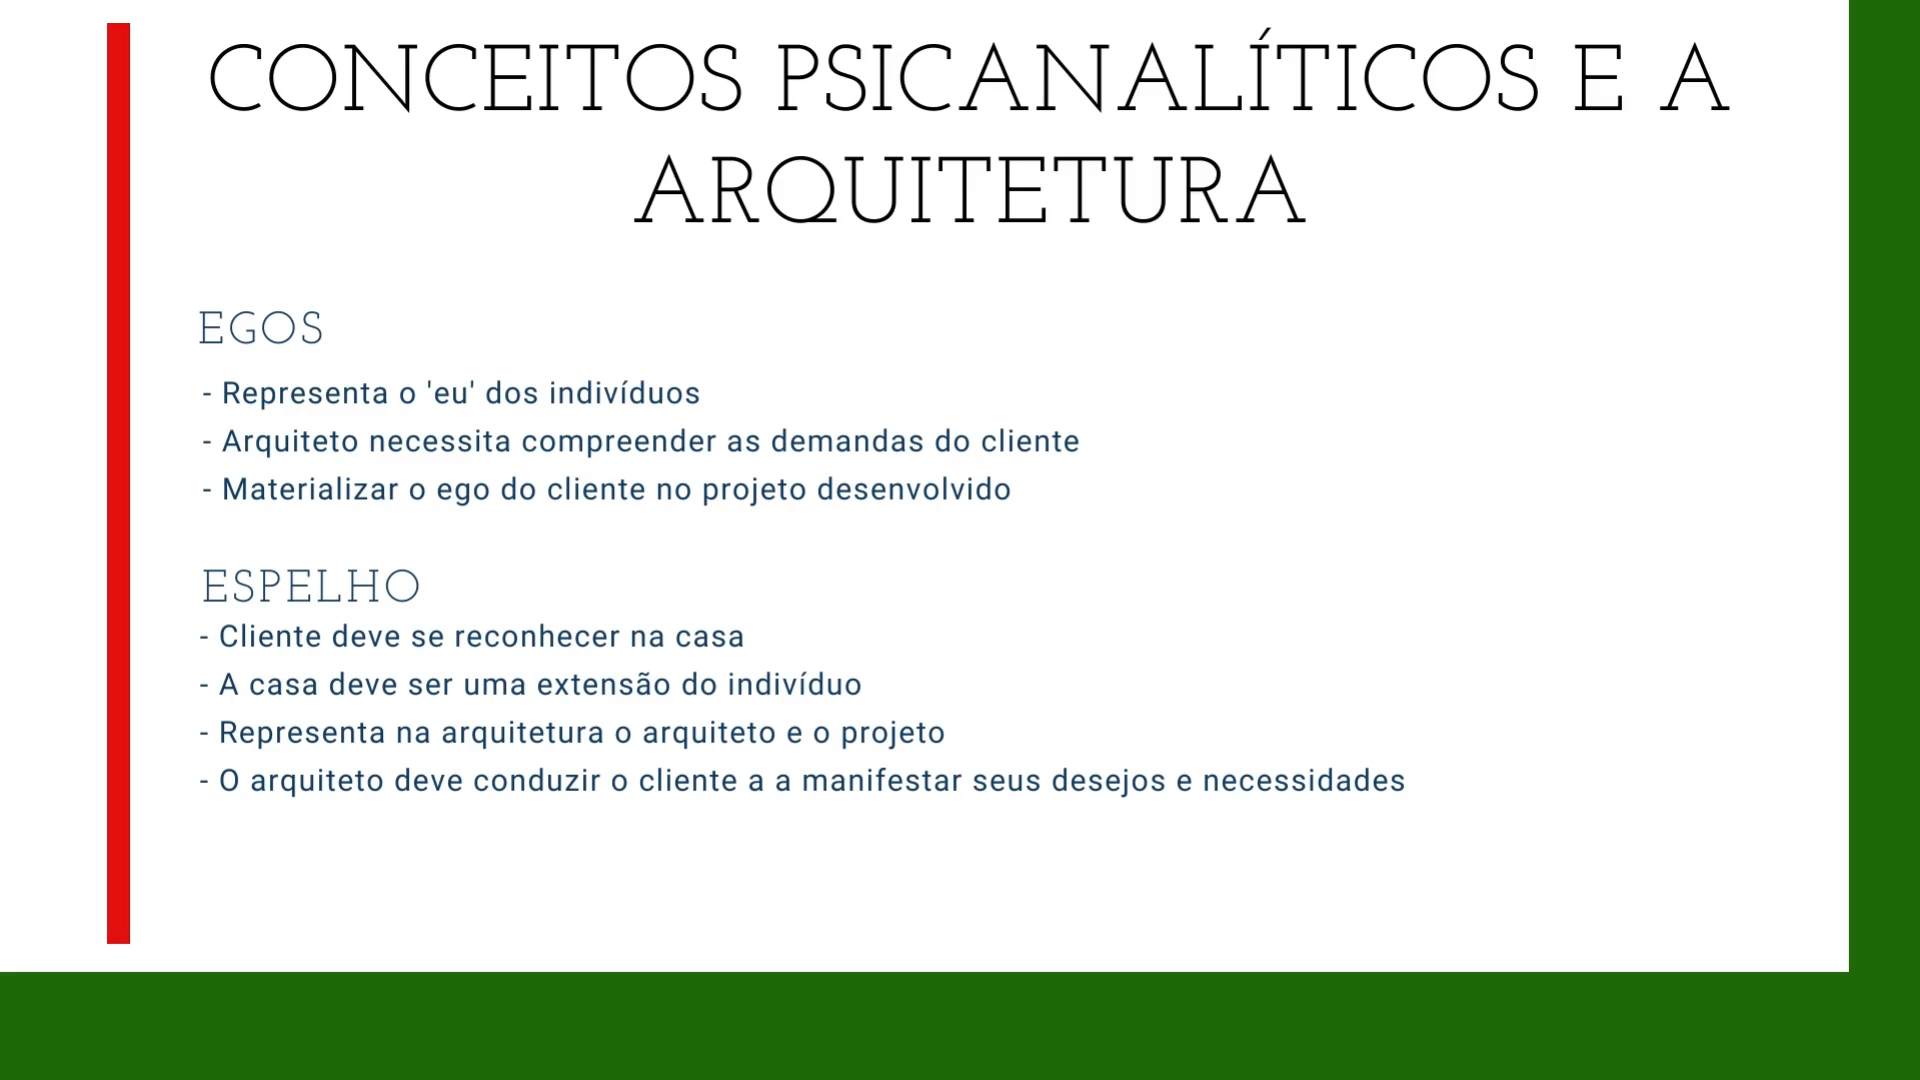 CONCEITOS PSICANALÍTICOS E A
ARQUITETURA
EGOS
- Representa o 'eu' dos indivíduos
- Arquiteto necessita compreender as demandas do cliente
- Materializar o ego do cliente no projeto desenvolvido
ESPELHO
- Cliente deve se reconhecer na casa
- A casa deve ser uma extensão do indivíduo
- Representa na arquitetura o arquiteto e o projeto
- O arquiteto deve conduzir o cliente a a manifestar seus desejos e necessidades